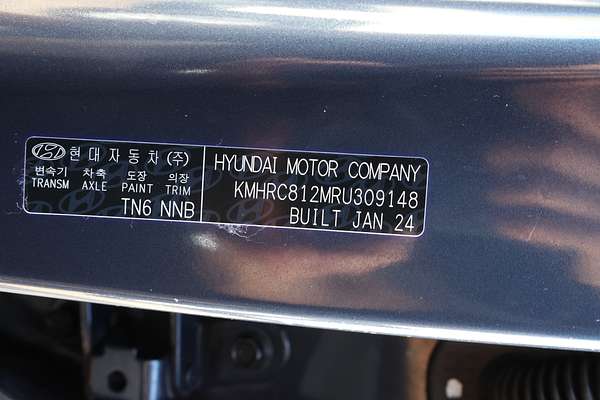 현대자동차(주)
변속기 차축 도장 의장
TRANSM AXLE PAINT TRIM
TN6 NNB
HYUNDAI MOTOR COMPANY
KMHRC812MRU309148
BUILT JAN 24